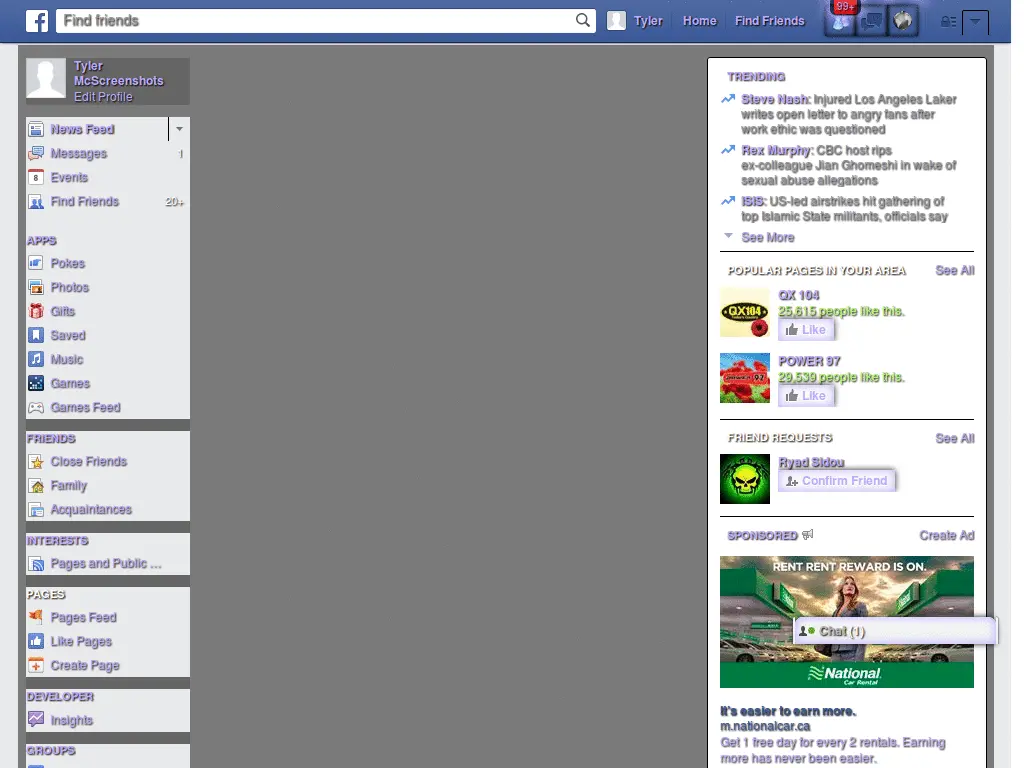 Find friends
Tyler
Home
Find Friends
99+
Tyler
McScreenshots
Edit Profile
News Feed
Messages 1
8
Events
Find Friends 20+
APPS
Pokes
Photos
Gifts
Saved
Music
Games
Games Feed
FRIENDS
Close Friends
Family
Acquaintances
INTERESTS
Pages and Public ...
PAGES
Pages Feed
Like Pages
Create Page
DEVELOPER
Insights
GROUPS
TRENDING
Steve Nash: Injured Los Angeles Laker
writes open letter to angry fans after
work ethic was questioned
Rex Murphy: CBC host rips
ex-colleague Jian Ghomeshi in wake of
sexual abuse allegations
ISIS: US-led airstrikes hit gathering of
top Islamic State militants, officials say
See More
POPULAR PAGES IN YOUR AREA See All
QX 104
QX104
25,615 people like this.
Like
POWER 97
POWER 97
29,539 people like this.
Like
FRIEND REQUESTS See All
Ryad Sidou
Confirm Friend
SPONSORED Create Ad
RENT RENT REWARD IS ON.
Chat (1)
National
Car Rental
It's easier to earn more.
m.nationalcar.ca
Get 1 free day for every 2 rentals. Earning
more has never been easier.